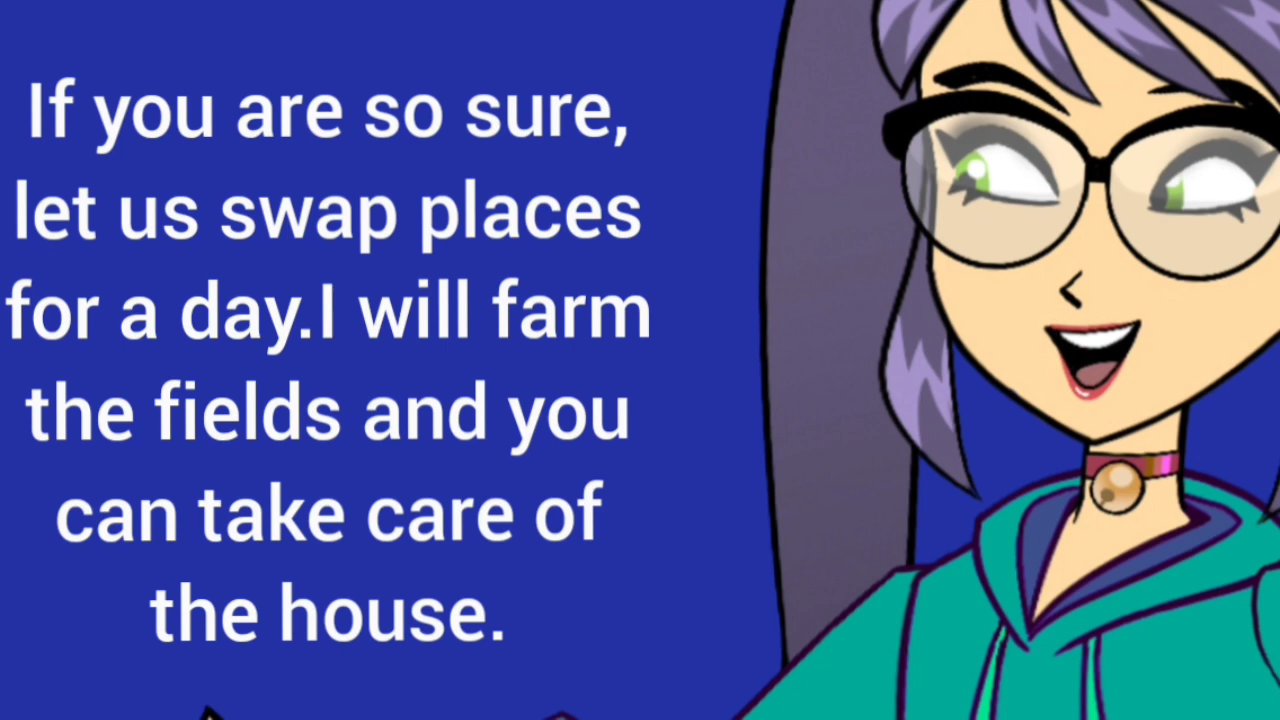 If you are so sure,
let us swap places
for a day.I will farm
the fields and you
can take care of
the house.